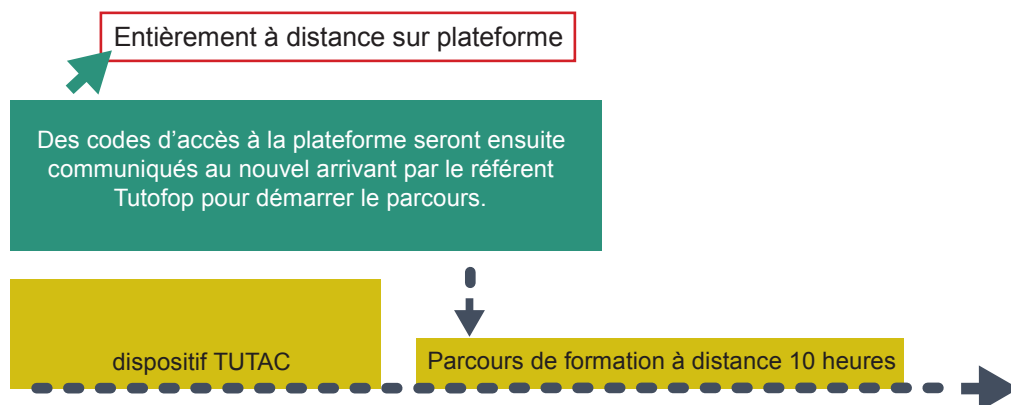 Entièrement à distance sur plateforme
Des codes d’accès à la plateforme seront ensuite
communiqués au nouvel arrivant par le référent
Tutofop pour démarrer le parcours.
dispositif TUTAC
Parcours de formation à distance 10 heures